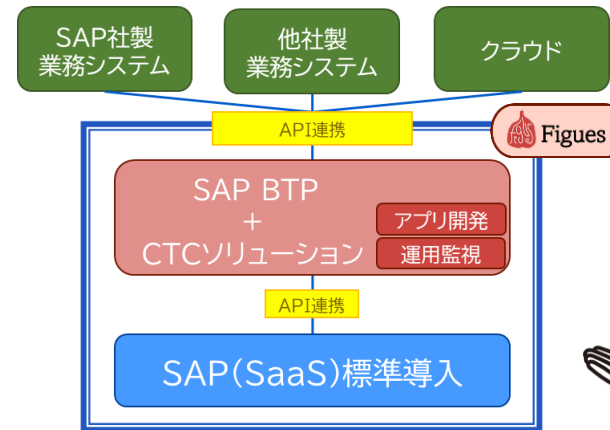 SAP社製
業務システム
他社製
業務システム
クラウド
API連携
Figues
SAP BTP
+
CTCソリューション
アプリ開発
運用監視
API連携
SAP(SaaS)標準導入